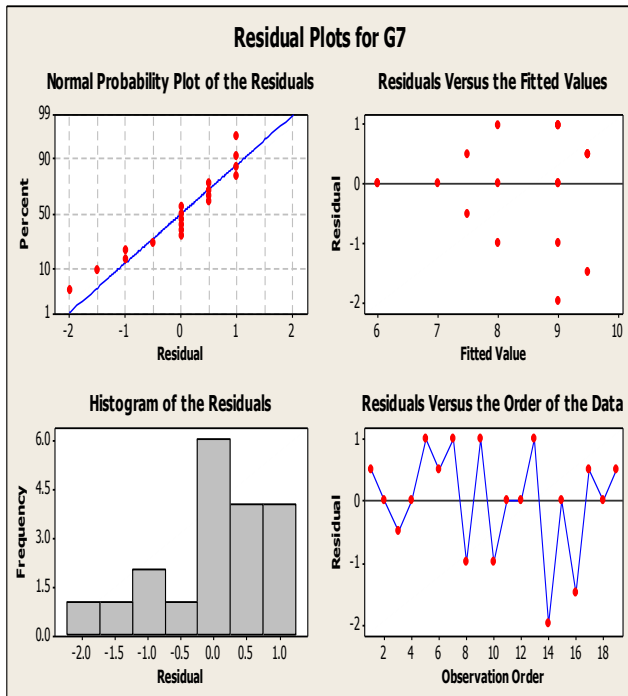 Residual Plots for G7
Normal Probability Plot of the Residuals
99
90
50
10
1
Percent
-2 -1 0 1 2
Residual
Residuals Versus the Fitted Values
1
0
-1
-2
Residual
6 7 8 9 10
Fitted Value
Histogram of the Residuals
6.0
4.5
3.0
1.5
0.0
Frequency
-2.0 -1.5 -1.0 -0.5 0.0 0.5 1.0
Residual
Residuals Versus the Order of the Data
1
0
-1
-2
Residual
2 4 6 8 10 12 14 16 18
Observation Order